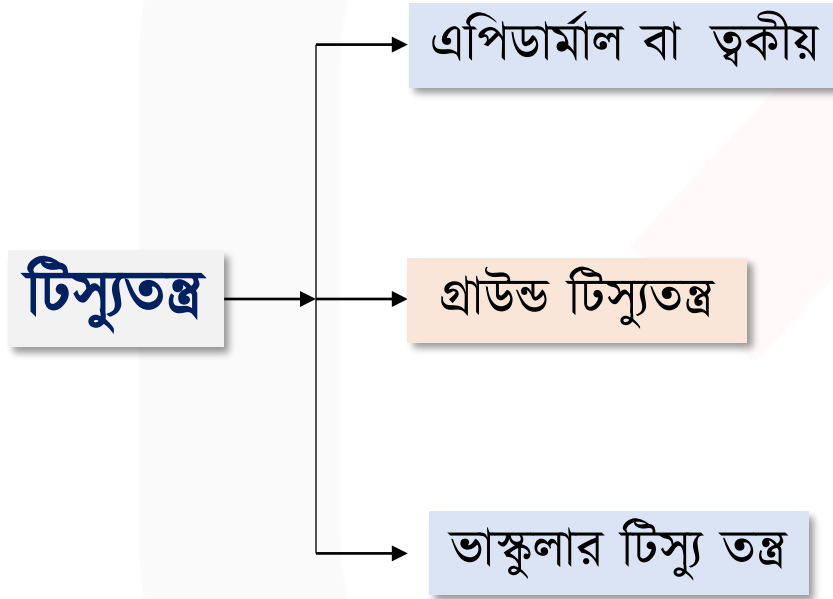 এপিডার্মাল বা ত্বকীয়
টিস্যুতন্ত্র
গ্রাউন্ড টিস্যুতন্ত্র
ভাস্কুলার টিস্যু তন্ত্র